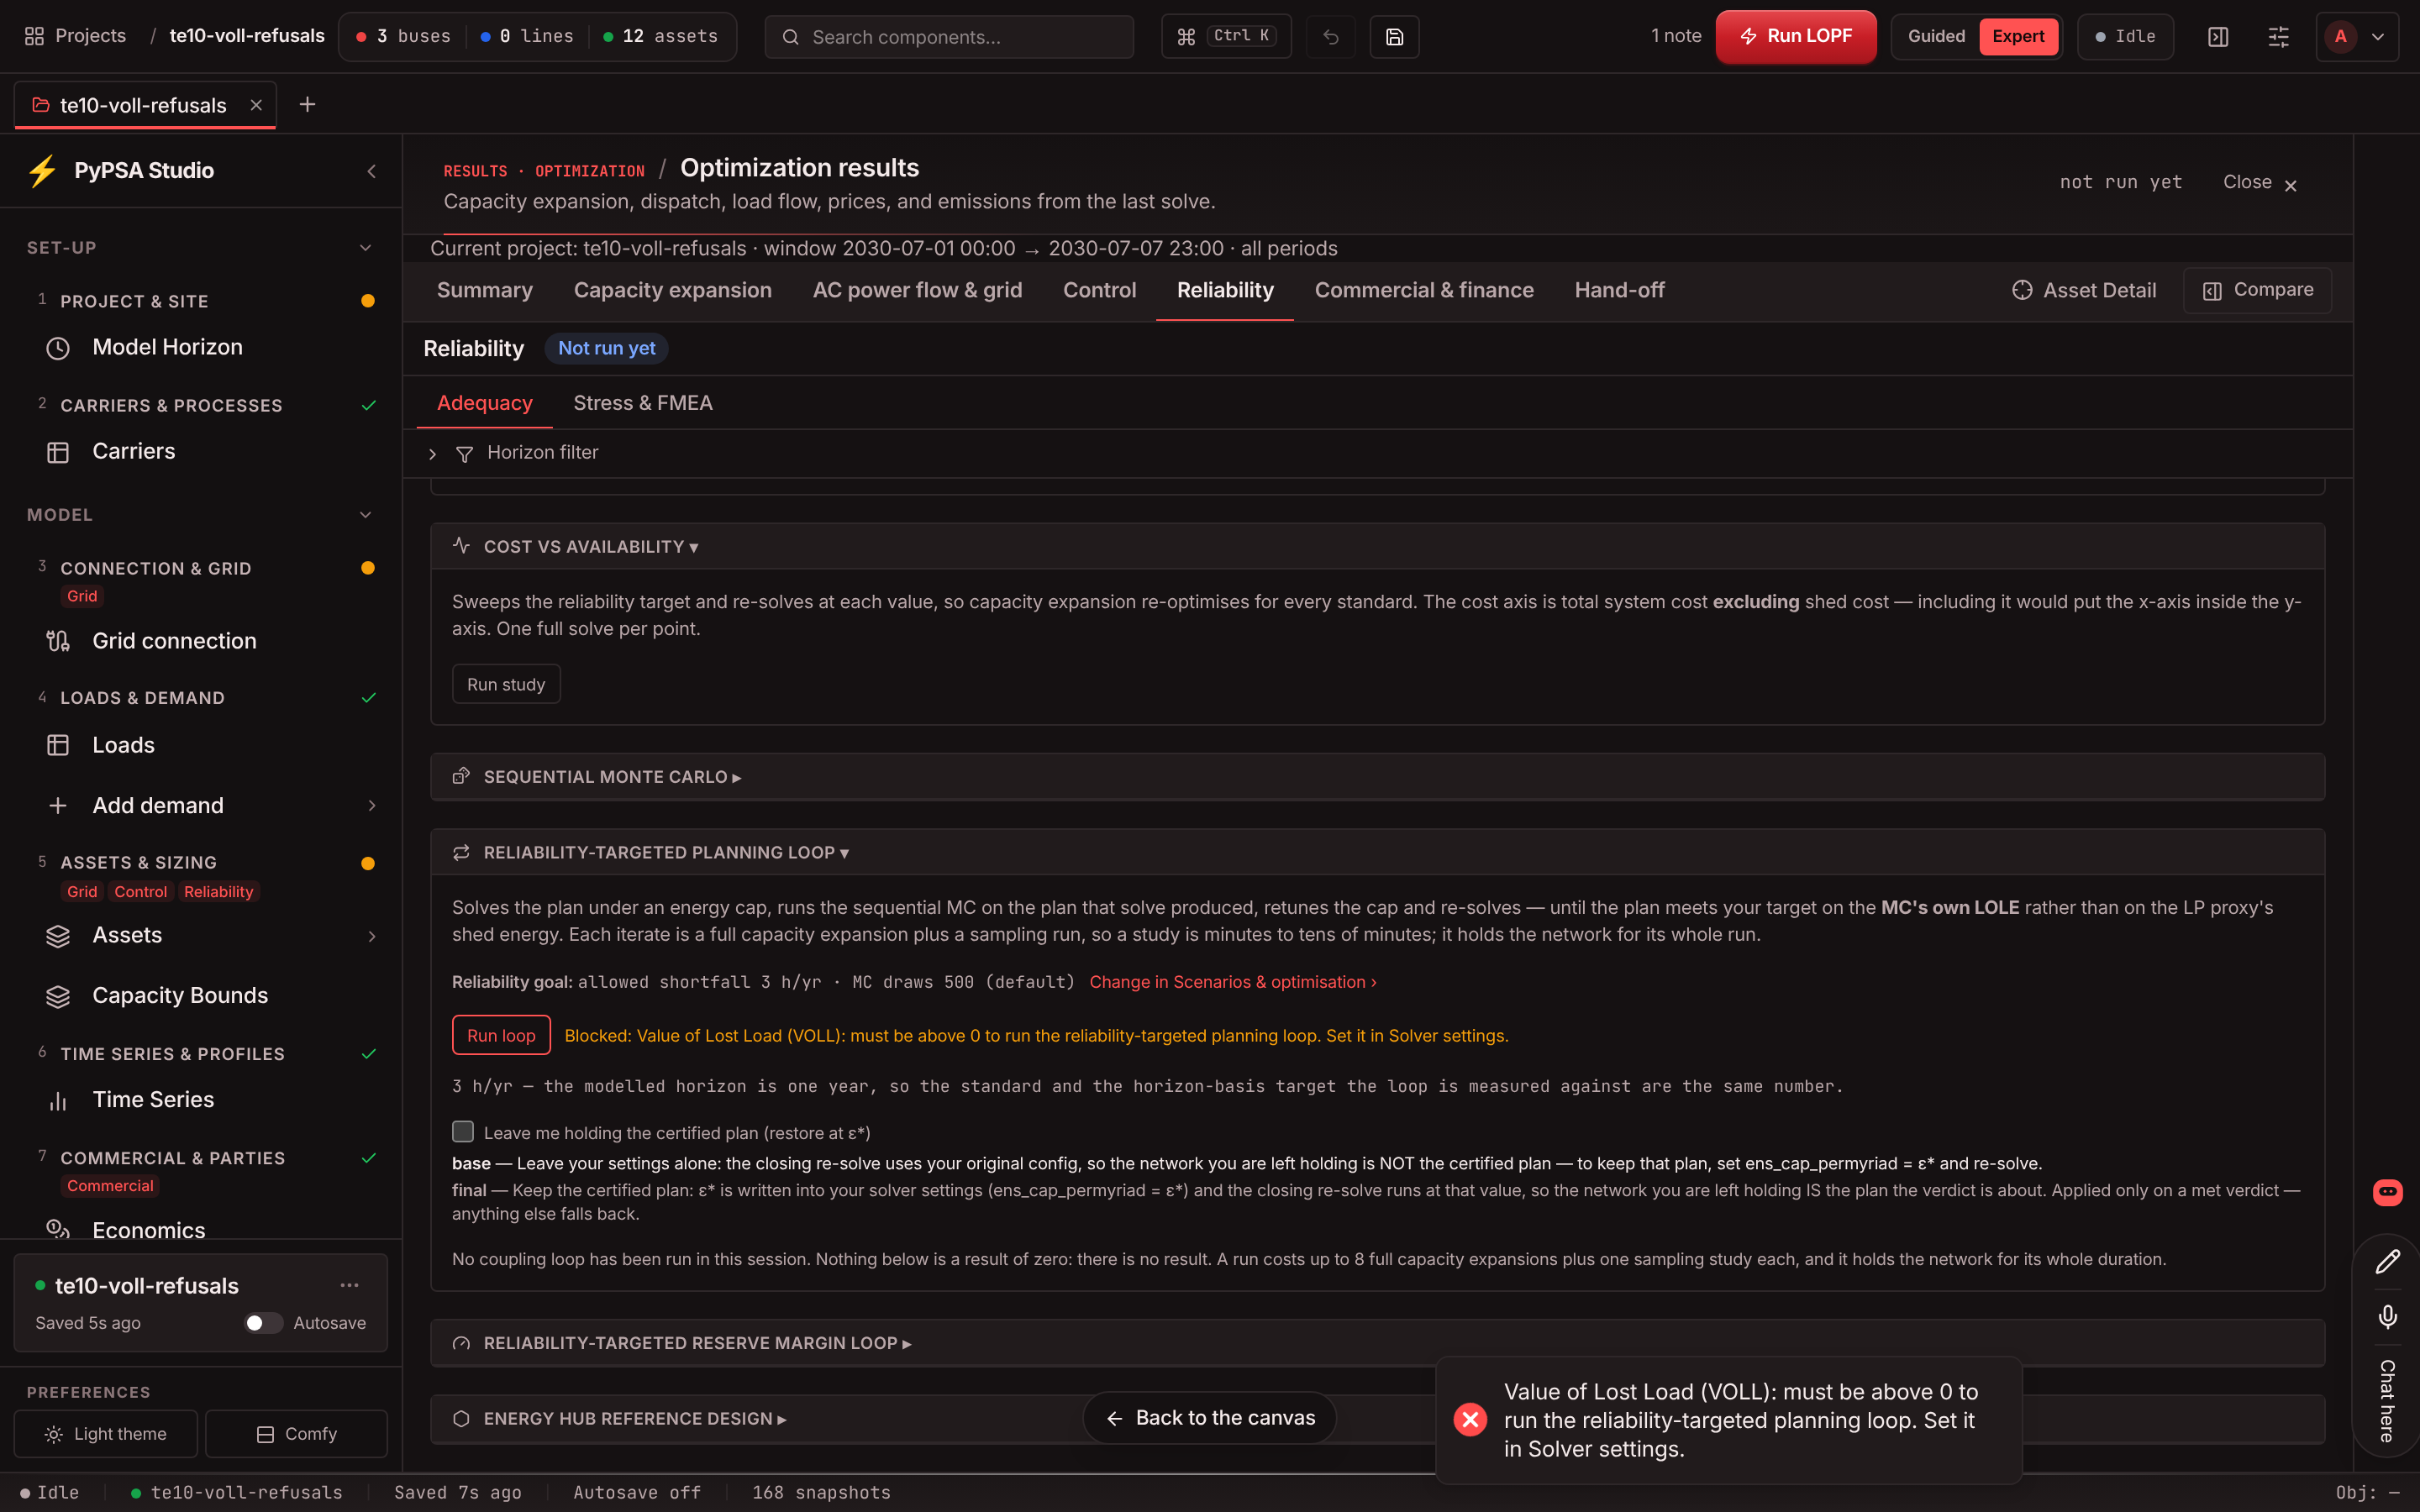 Projects / te10-voll-refusals
3 buses
0 lines
12 assets
Search components...
Ctrl K
1 note
Run LOPF
Guided
Expert
Idle
A
te10-voll-refusals
PyPSA Studio
SET-UP
1 PROJECT & SITE
Model Horizon
2 CARRIERS & PROCESSES
Carriers
MODEL
3 CONNECTION & GRID
Grid
Grid connection
4 LOADS & DEMAND
Loads
Add demand
5 ASSETS & SIZING
Grid Control Reliability
Assets
Capacity Bounds
6 TIME SERIES & PROFILES
Time Series
7 COMMERCIAL & PARTIES
Commercial
Economics
te10-voll-refusals
Saved 5s ago
Autosave
PREFERENCES
Light theme
Comfy
RESULTS · OPTIMIZATION / Optimization results
Capacity expansion, dispatch, load flow, prices, and emissions from the last solve.
not run yet
Close
Current project: te10-voll-refusals · window 2030-07-01 00:00 → 2030-07-07 23:00 · all periods
Summary
Capacity expansion
AC power flow & grid
Control
Reliability
Commercial & finance
Hand-off
Asset Detail
Compare
Reliability
Not run yet
Adequacy
Stress & FMEA
Horizon filter
COST VS AVAILABILITY ▾
Sweeps the reliability target and re-solves at each value, so capacity expansion re-optimises for every standard. The cost axis is total system cost excluding shed cost — including it would put the x-axis inside the y-
axis. One full solve per point.
Run study
SEQUENTIAL MONTE CARLO ▸
RELIABILITY-TARGETED PLANNING LOOP ▾
Solves the plan under an energy cap, runs the sequential MC on the plan that solve produced, retunes the cap and re-solves — until the plan meets your target on the MC's own LOLE rather than on the LP proxy's
shed energy. Each iterate is a full capacity expansion plus a sampling run, so a study is minutes to tens of minutes; it holds the network for its whole run.
Reliability goal: allowed shortfall 3 h/yr · MC draws 500 (default) Change in Scenarios & optimisation ›
Run loop
Blocked: Value of Lost Load (VOLL): must be above 0 to run the reliability-targeted planning loop. Set it in Solver settings.
3 h/yr — the modelled horizon is one year, so the standard and the horizon-basis target the loop is measured against are the same number.
Leave me holding the certified plan (restore at ε*)
base — Leave your settings alone: the closing re-solve uses your original config, so the network you are left holding is NOT the certified plan — to keep that plan, set ens_cap_permyriad = ε* and re-solve.
final — Keep the certified plan: ε* is written into your solver settings (ens_cap_permyriad = ε*) and the closing re-solve runs at that value, so the network you are left holding IS the plan the verdict is about. Applied only on a met verdict —
anything else falls back.
No coupling loop has been run in this session. Nothing below is a result of zero: there is no result. A run costs up to 8 full capacity expansions plus one sampling study each, and it holds the network for its whole duration.
RELIABILITY-TARGETED RESERVE MARGIN LOOP ▸
ENERGY HUB REFERENCE DESIGN ▸
Back to the canvas
Value of Lost Load (VOLL): must be above 0 to
run the reliability-targeted planning loop. Set it
in Solver settings.
Chat here
Idle
te10-voll-refusals
Saved 7s ago
Autosave off
168 snapshots
Obj: —